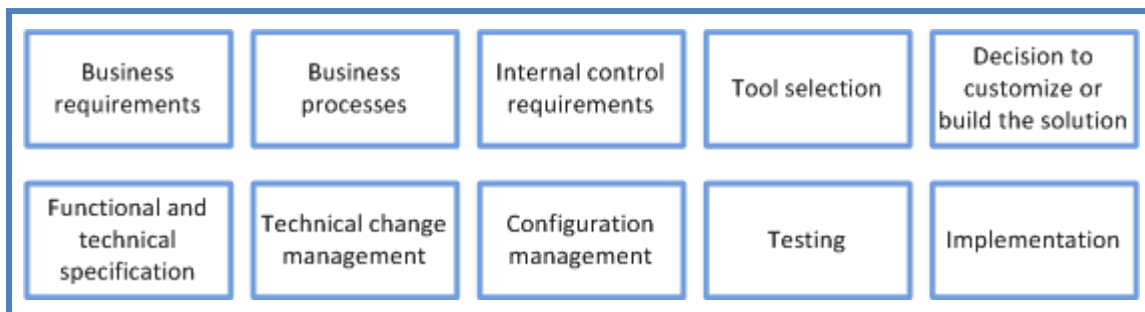 Business
requirements
Business
processes
Internal control
requirements
Tool selection
Decision to
customize or
build the solution
Functional and
technical
specification
Technical change
management
Configuration
management
Testing
Implementation